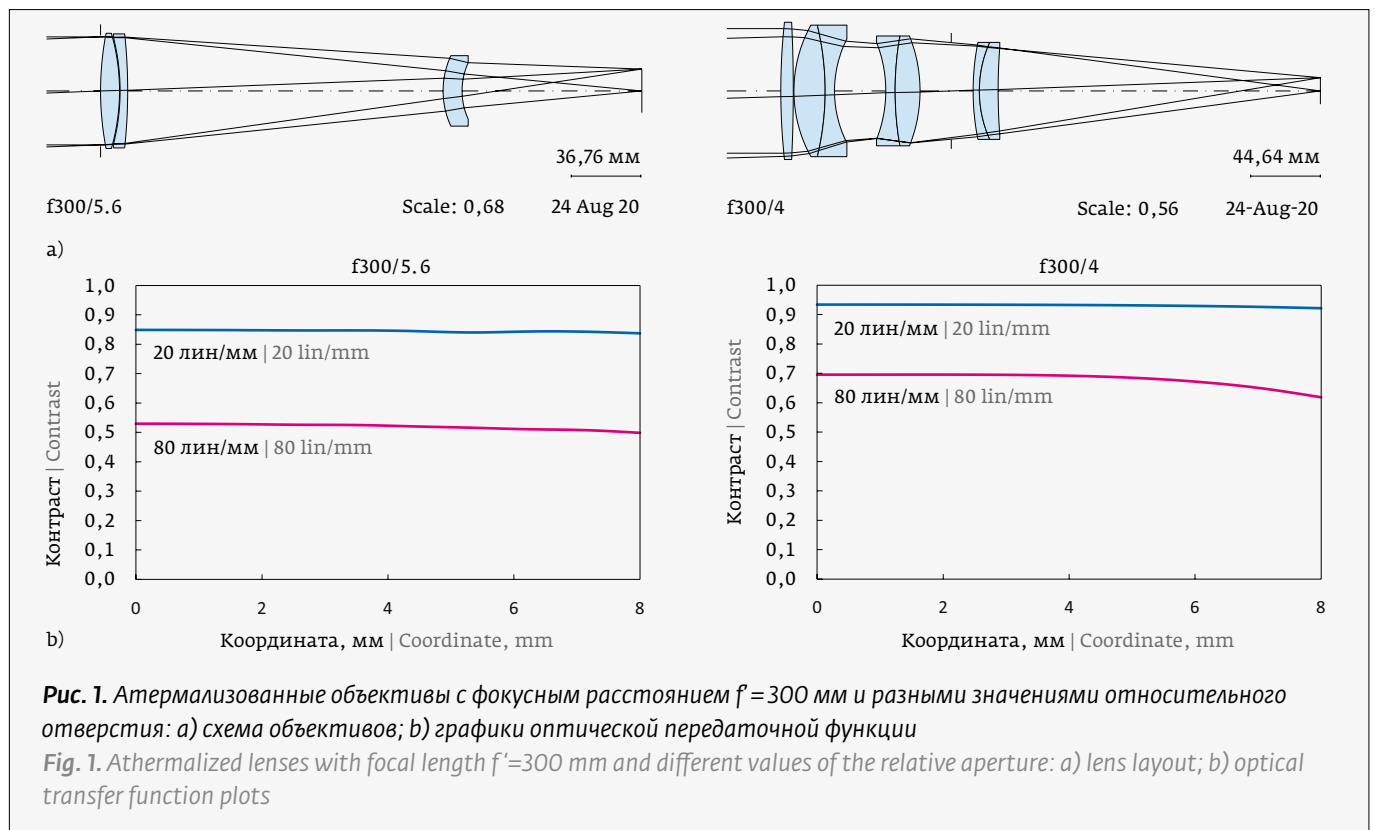 36,76 мм
f300/5.6 Scale: 0,68 24 Aug 20
44,64 мм
f300/4 Scale: 0,56 24-Aug-20
a)
f300/5.6
1,0
0,9
0,8
0,7
0,6
0,5
0,4
0,3
0,2
0,1
0,0
Контраст | Contrast
20 лин/мм | 20 lin/mm
80 лин/мм | 80 lin/mm
0 2 4 6 8
Координата, мм | Coordinate, mm
f300/4
1,0
0,9
0,8
0,7
0,6
0,5
0,4
0,3
0,2
0,1
0,0
Контраст | Contrast
20 лин/мм | 20 lin/mm
80 лин/мм | 80 lin/mm
0 2 4 6 8
Координата, мм | Coordinate, mm
b)
Рис. 1. Атермализованные объективы с фокусным расстоянием f' = 300 мм и разными значениями относительного
отверстия: a) схема объективов; b) графики оптической передаточной функции
Fig. 1. Athermalized lenses with focal length f ‘=300 mm and different values of the relative aperture: a) lens layout; b) optical
transfer function plots